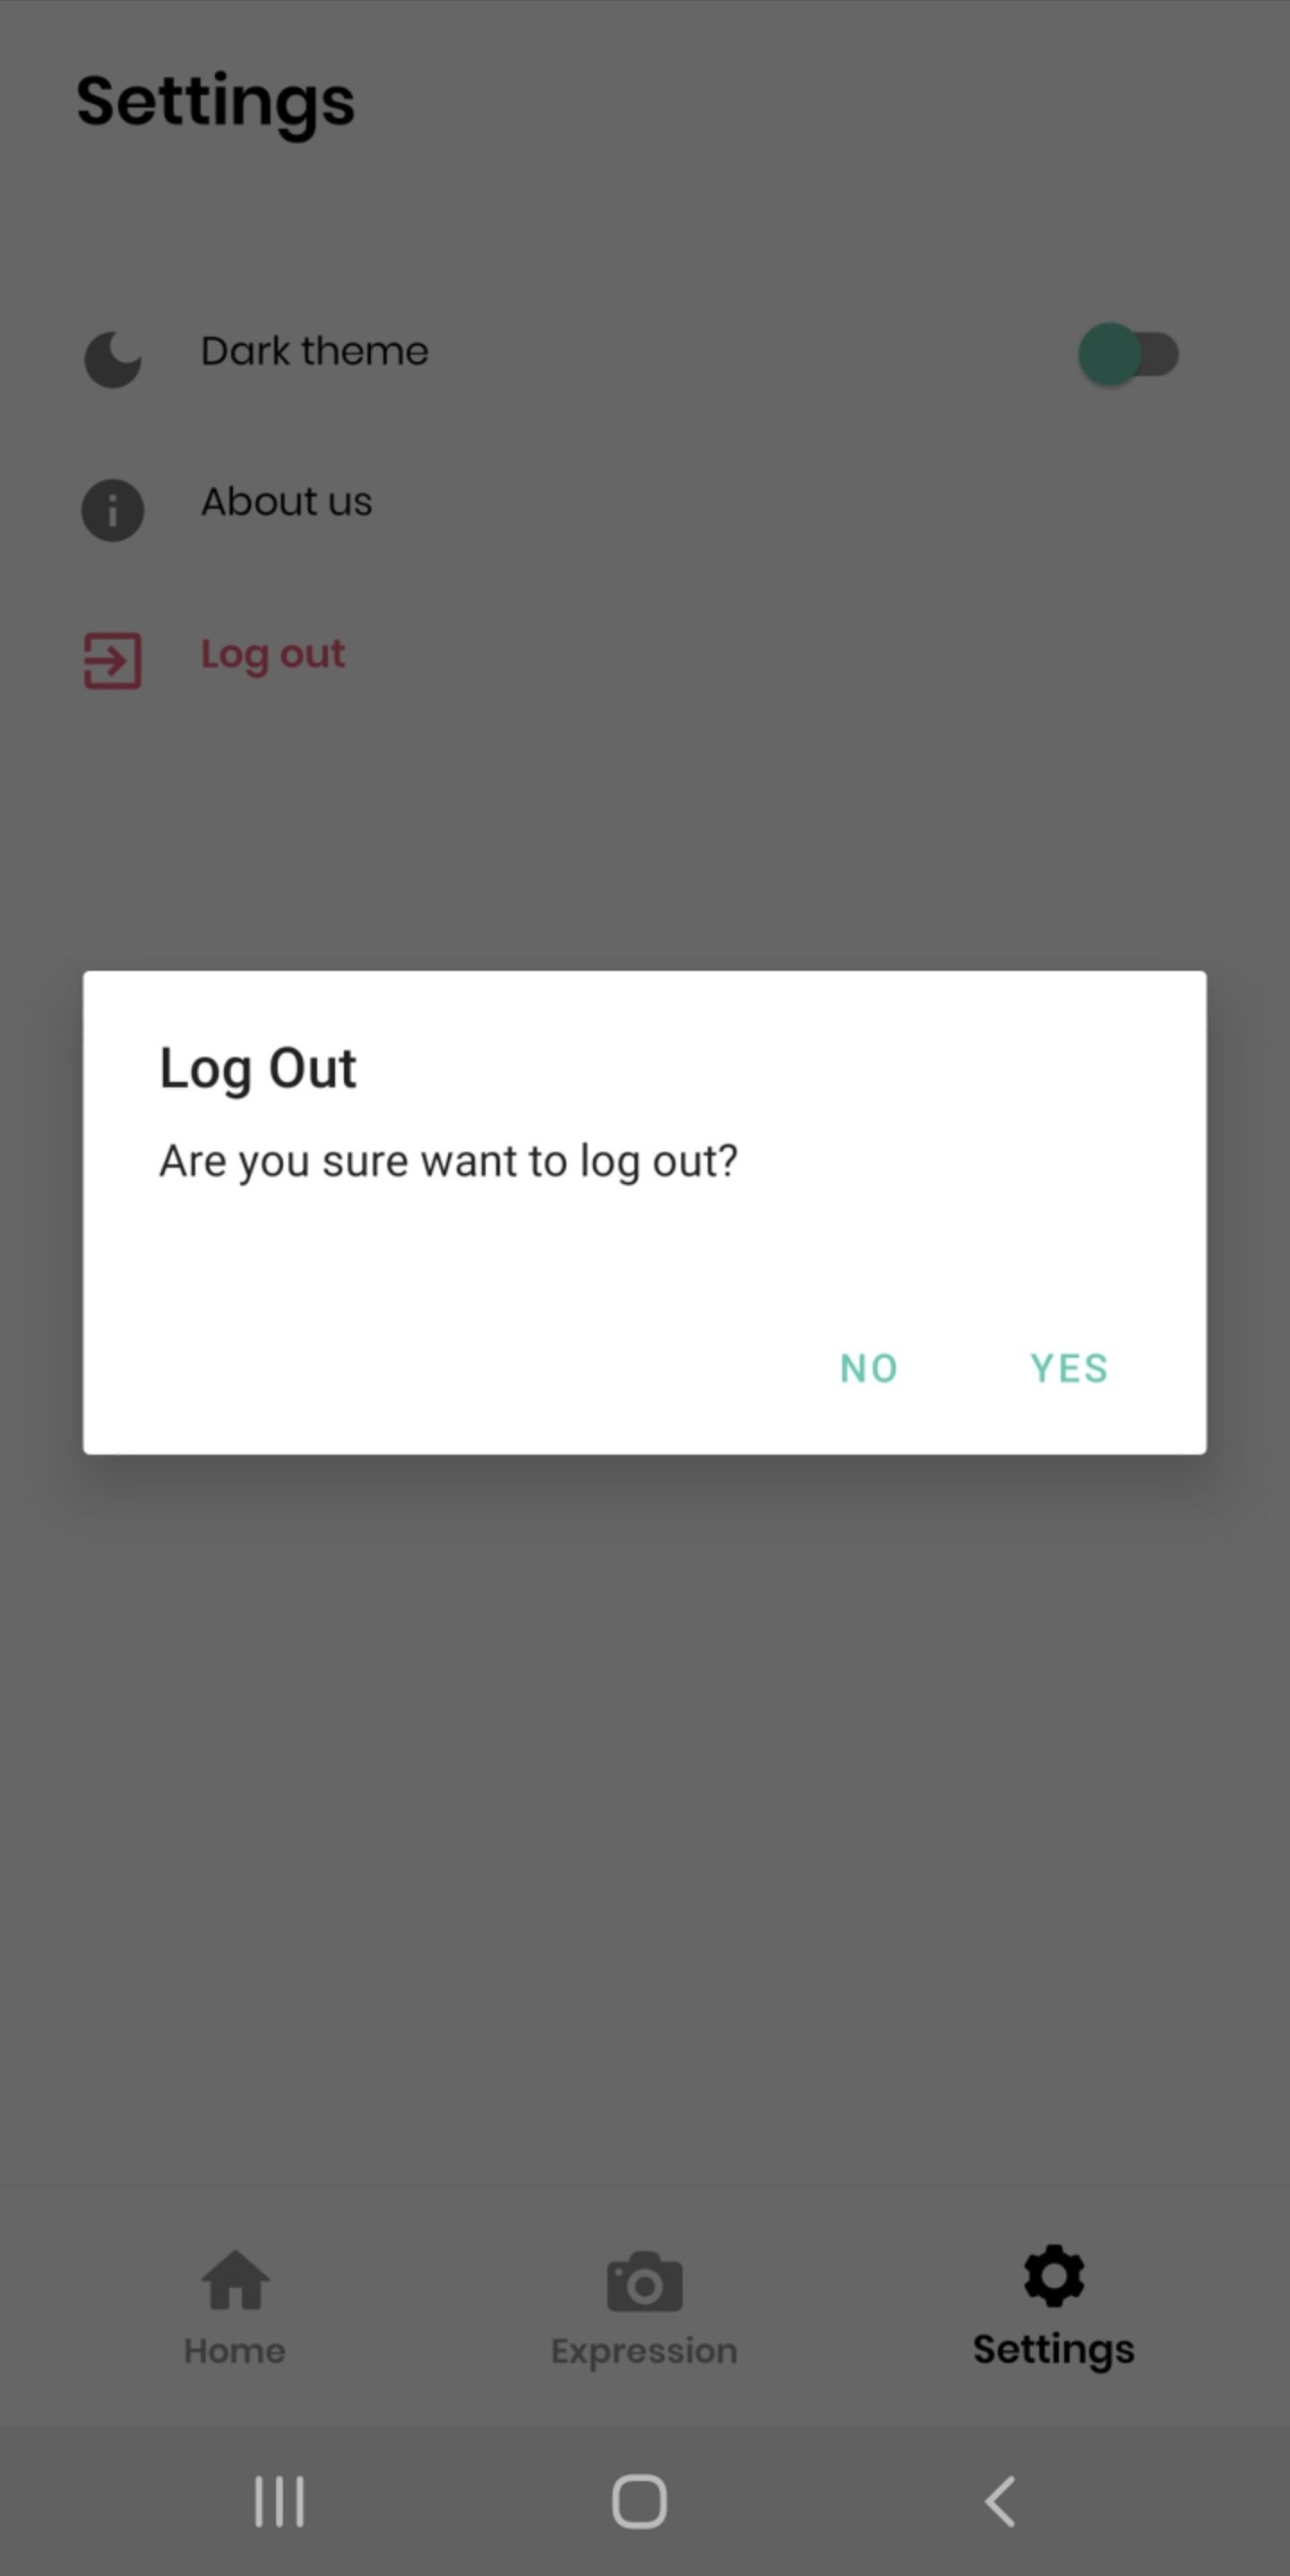 Settings
Dark theme
About us
Log out
Log Out
Are you sure want to log out?
NO YES
Home Expression Settings